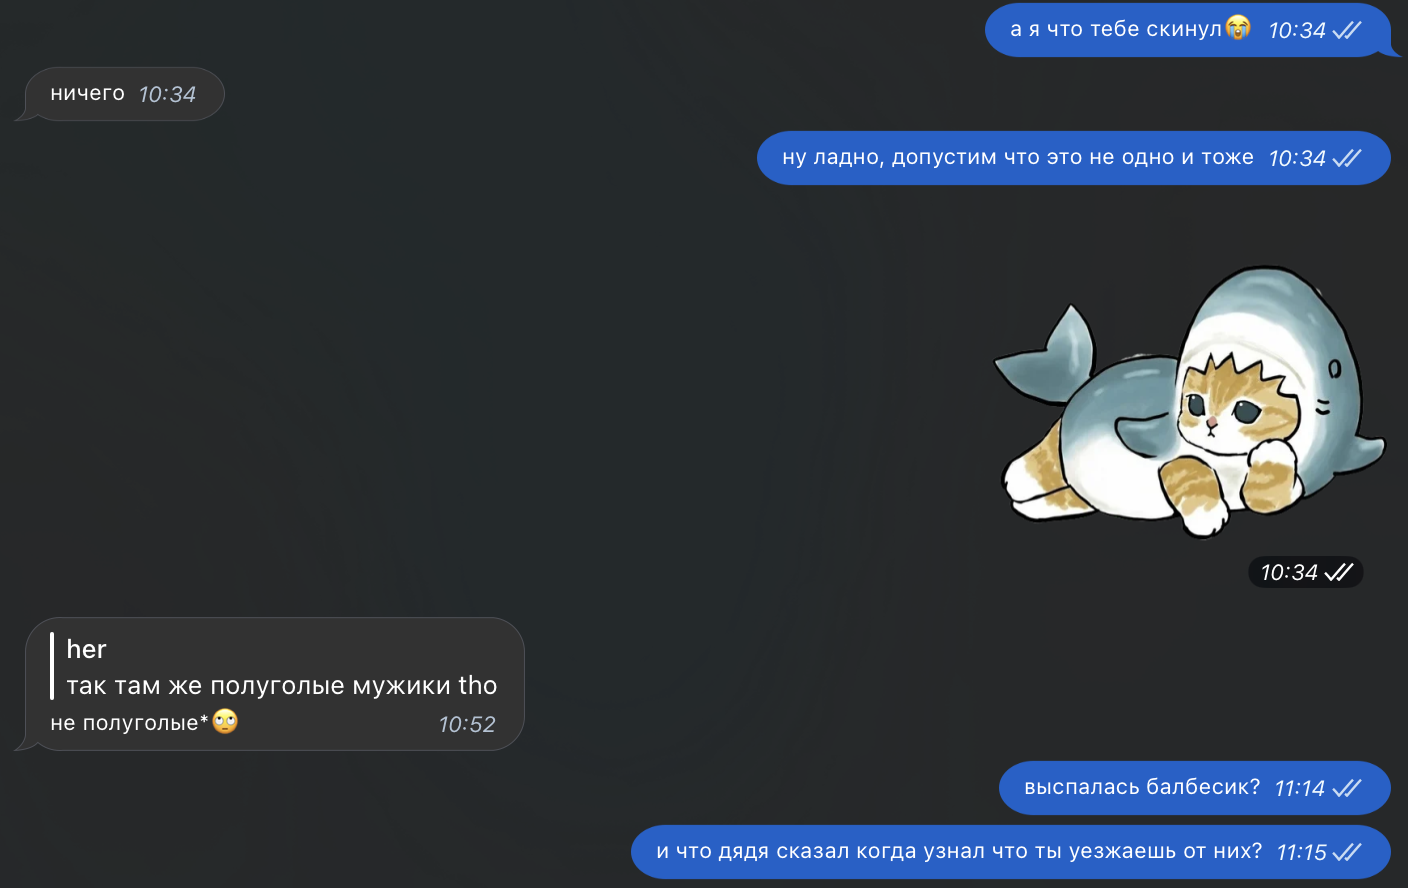 а я что тебе скинул😭 10:34
ничего 10:34
ну ладно, допустим что это не одно и тоже 10:34
10:34
her
так там же полуголые мужики tho
не полуголые*🙄 10:52
выспалась балбесик? 11:14
и что дядя сказал когда узнал что ты уезжаешь от них? 11:15